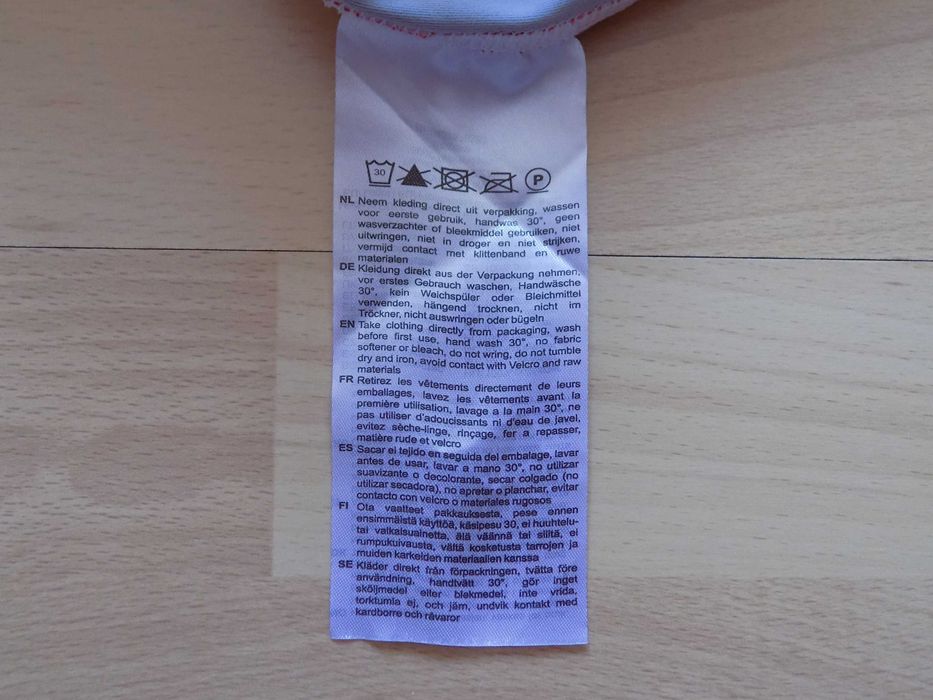 30 P
NL Neem kleding direct uit verpakking, wassen
voor eerste gebruik, handwas 30°, geen
wasverzachter of bleekmiddel gebruiken, niet
uitwringen, niet in droger en niet strijken,
vermijd contact met klittenband en ruwe
materialen
DE Kleidung direkt aus der Verpackung nehmen,
vor erstes Gebrauch waschen, Handwäsche
30°, kein Weichspüler oder Bleichmittel
verwenden, hängend trocknen, nicht im
Tröckner, nicht auswringen oder bügeln
EN Take clothing directly from packaging, wash
before first use, hand wash 30°, no fabric
softener or bleach, do not wring, do not tumble
dry and iron, avoid contact with Velcro and raw
materials
FR Retirez les vêtements directement de leurs
emballages, lavez les vêtements avant la
première utilisation, lavage a la main 30°, ne
pas utiliser d'adoucissants ni d'eau de javel,
evitez sèche-linge, rinçage, fer a repasser,
matière rude et velcro
ES Sacar el tejido en seguida del embalage, lavar
antes de usar, lavar a mano 30°, no utilizar
suavizante o decolorante, secar colgado (no
utilizar secadora), no apretar o planchar, evitar
contacto con velcro o materiales rugosos
FI Ota vaatteet pakkauksesta, pese ennen
ensimmäistä käyttöä, käsipesu 30, ei huuhtelu-
tai valkaisuainetta, älä väännä tai silitä, ei
rumpukuivausta, vältä kosketusta tarrojen ja
muiden karkeiden materiaalien kanssa
SE Kläder direkt från förpackningen, tvätta före
användning, handtvätt 30°, gör inget
sköljmedel eller blekmedel, inte vrida,
torktumla ej, och järn, undvik kontakt med
kardborre och råvaror